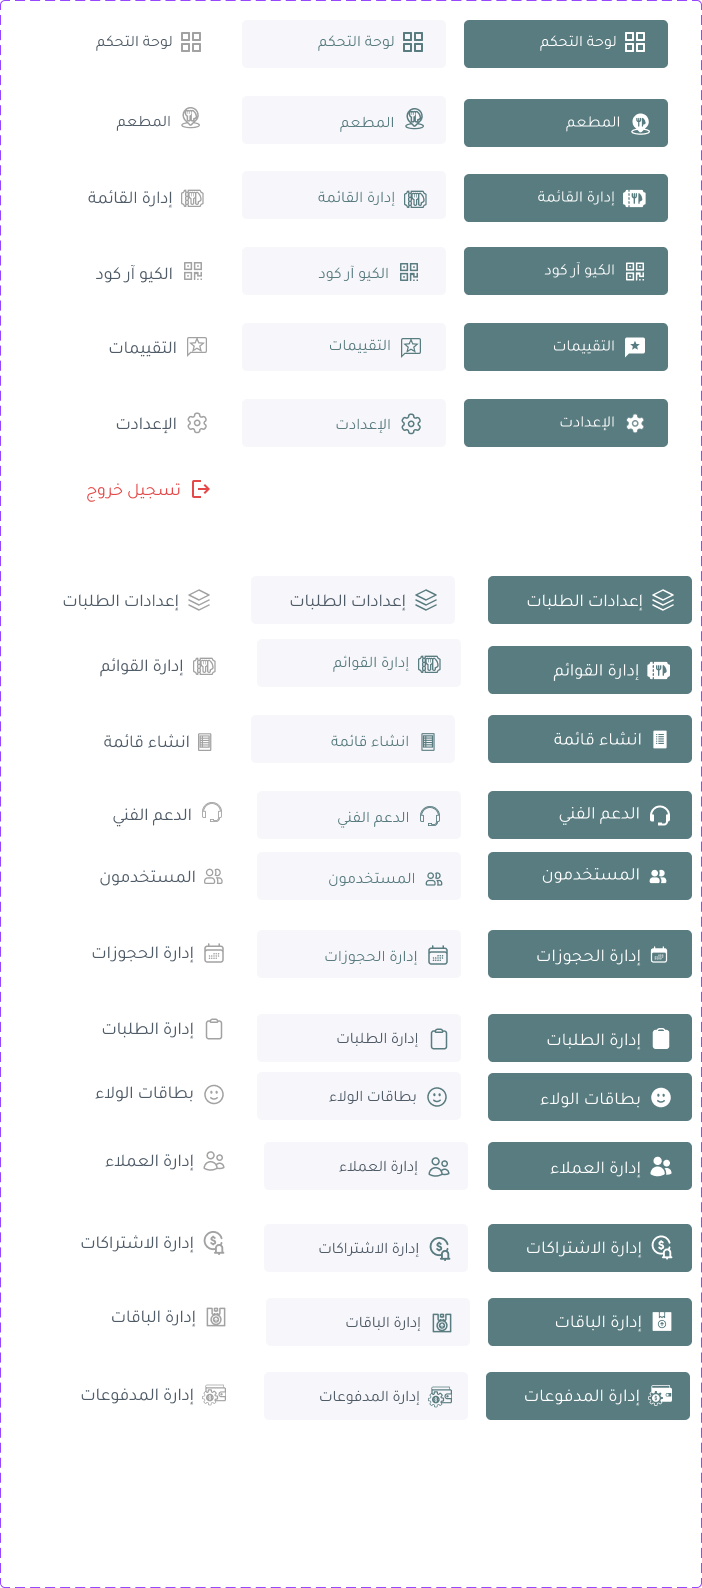 لوحة التحكم
لوحة التحكم
لوحة التحكم
المطعم
المطعم
المطعم
إدارة القائمة
إدارة القائمة
إدارة القائمة
الكيو آر كود
الكيو آر كود
الكيو آر كود
التقييمات
التقييمات
التقييمات
الإعدادت
الإعدادت
الإعدادت
تسجيل خروج
إعدادات الطلبات
إعدادات الطلبات
إعدادات الطلبات
إدارة القوائم
إدارة القوائم
إدارة القوائم
انشاء قائمة
انشاء قائمة
انشاء قائمة
الدعم الفني
الدعم الفني
الدعم الفني
المستخدمون
المستخدمون
المستخدمون
إدارة الحجوزات
إدارة الحجوزات
إدارة الحجوزات
إدارة الطلبات
إدارة الطلبات
إدارة الطلبات
بطاقات الولاء
بطاقات الولاء
بطاقات الولاء
إدارة العملاء
إدارة العملاء
إدارة العملاء
إدارة الاشتراكات
إدارة الاشتراكات
إدارة الاشتراكات
إدارة الباقات
إدارة الباقات
إدارة الباقات
إدارة المدفوعات
إدارة المدفوعات
إدارة المدفوعات